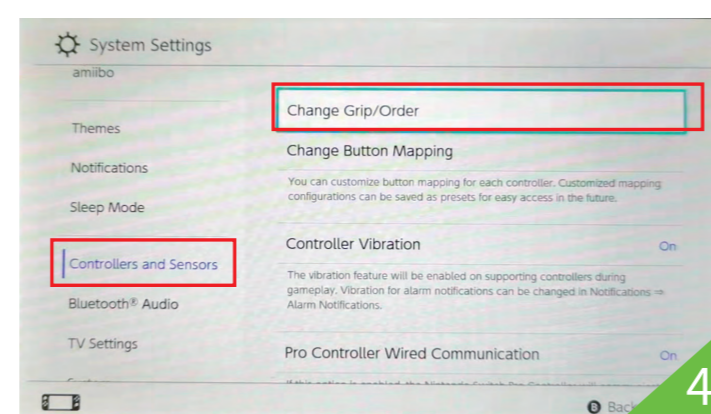 System Settings
amiibo
Themes
Notifications
Sleep Mode
Controllers and Sensors
Bluetooth® Audio
TV Settings
Change Grip/Order
Change Button Mapping
You can customize button mapping for each controller. Customized mapping
configurations can be saved as presets for easy access in the future.
Controller Vibration On
The vibration feature will be enabled on supporting controllers during
gameplay. Vibration for alarm notifications can be changed in Notifications ⇒
Alarm Notifications.
Pro Controller Wired Communication On
B Back
4